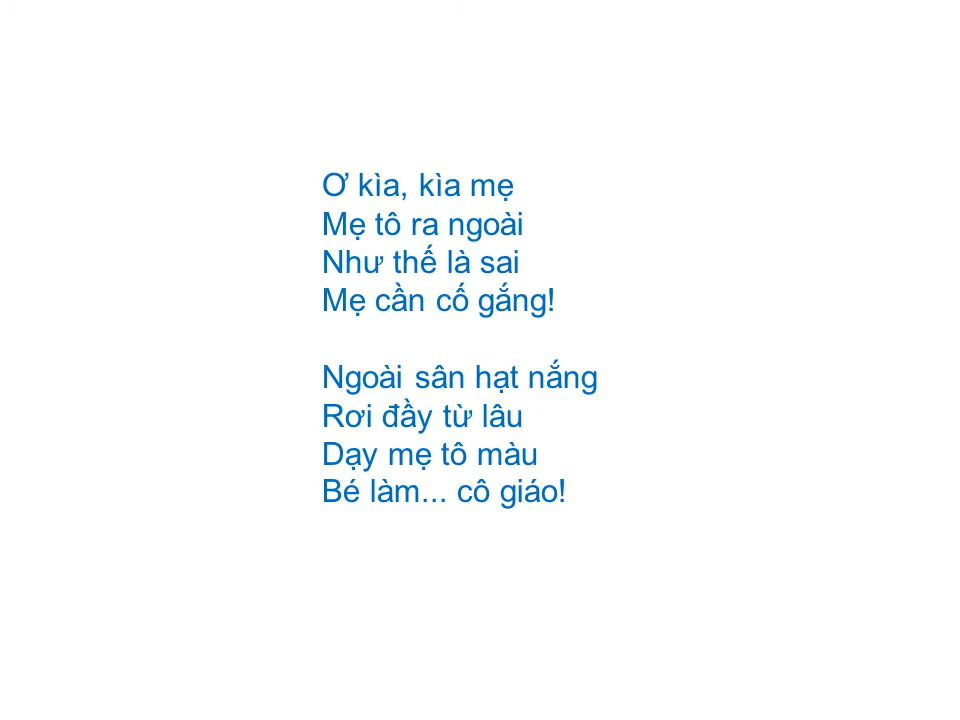 Ơ kìa, kìa mẹ
Mẹ tô ra ngoài
Như thế là sai
Mẹ cần cố gắng!
Ngoài sân hạt nắng
Rơi đầy từ lâu
Dạy mẹ tô màu
Bé làm... cô giáo!